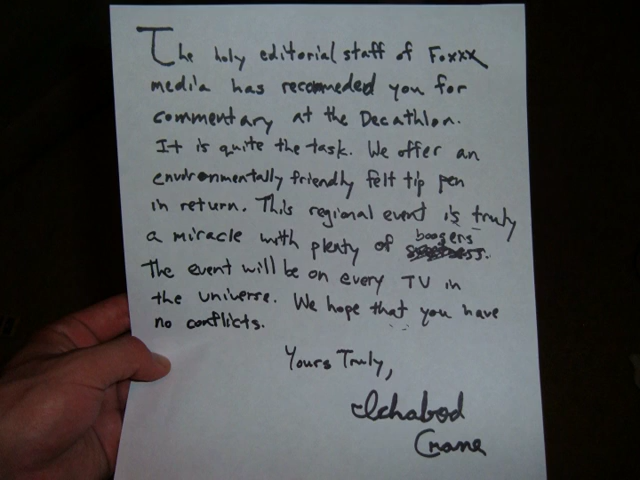 The holy editorial staff of Foxxx
media has recomeded you for
commentary at the Decathlon.
It is quite the task. We offer an
environmentally friendly felt tip pen
in return. This regional event is truly
a miracle with plenty of boogers
The event will be on every TV in
the universe. We hope that you have
no conflicts.
Yours Truly,
Ichabod
Crane